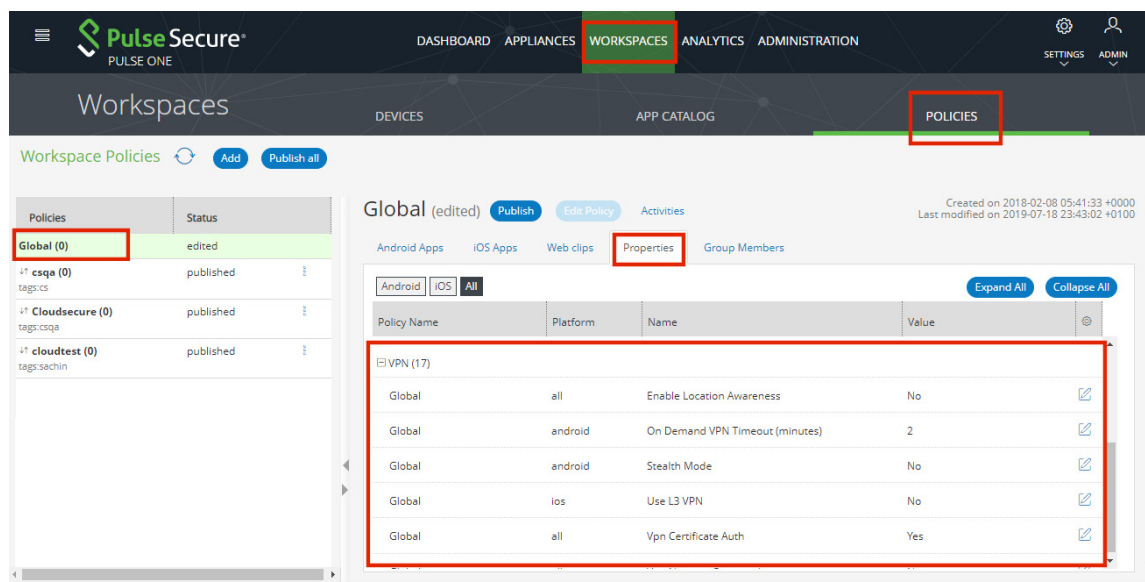 Pulse Secure®
PULSE ONE
DASHBOARD APPLIANCES WORKSPACES ANALYTICS ADMINISTRATION
SETTINGS ADMIN
Workspaces
DEVICES APP CATALOG POLICIES
Workspace Policies Add Publish all
Policies Status
Global (0) edited
csqa (0) published
tags:cs
Cloudsecure (0) published
tags:csqa
cloudtest (0) published
tags:sachin
Global (edited) Publish Edit Policy Activities
Created on 2018-02-08 05:41:33 +0000
Last modified on 2019-07-18 23:43:02 +0100
Android Apps iOS Apps Web clips Properties Group Members
Android iOS All Expand All Collapse All
Policy Name Platform Name Value
VPN (17)
Global all Enable Location Awareness No
Global android On Demand VPN Timeout (minutes) 2
Global android Stealth Mode No
Global ios Use L3 VPN No
Global all Vpn Certificate Auth Yes